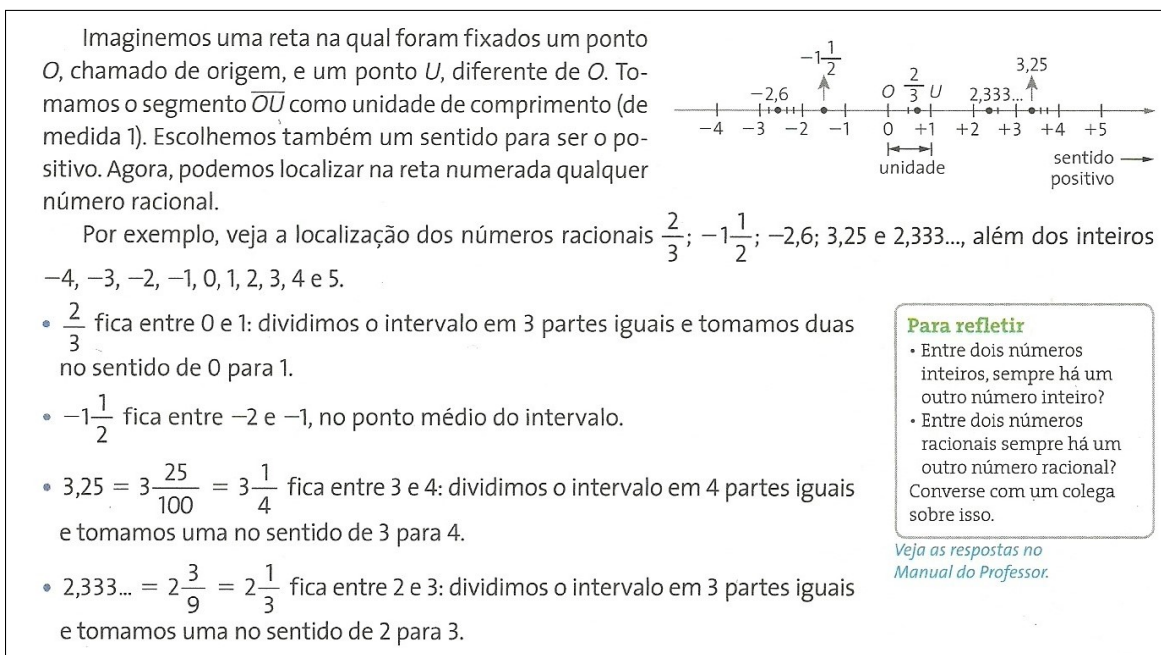 Imaginemos uma reta na qual foram fixados um ponto
O, chamado de origem, e um ponto U, diferente de O. To-
mamos o segmento OU como unidade de comprimento (de
medida 1). Escolhemos também um sentido para ser o po-
sitivo. Agora, podemos localizar na reta numerada qualquer
número racional.
−1 1/2
3,25
−2,6 O 2/3 U 2,333...
−4 −3 −2 −1 0 +1 +2 +3 +4 +5
unidade
sentido
positivo
Por exemplo, veja a localização dos números racionais 2/3; −1 1/2; −2,6; 3,25 e 2,333..., além dos inteiros
−4, −3, −2, −1, 0, 1, 2, 3, 4 e 5.
• 2/3 fica entre 0 e 1: dividimos o intervalo em 3 partes iguais e tomamos duas
no sentido de 0 para 1.
• −1 1/2 fica entre −2 e −1, no ponto médio do intervalo.
• 3,25 = 3 25/100 = 3 1/4 fica entre 3 e 4: dividimos o intervalo em 4 partes iguais
e tomamos uma no sentido de 3 para 4.
• 2,333... = 2 3/9 = 2 1/3 fica entre 2 e 3: dividimos o intervalo em 3 partes iguais
e tomamos uma no sentido de 2 para 3.
Para refletir
• Entre dois números
inteiros, sempre há um
outro número inteiro?
• Entre dois números
racionais sempre há um
outro número racional?
Converse com um colega
sobre isso.
Veja as respostas no
Manual do Professor.